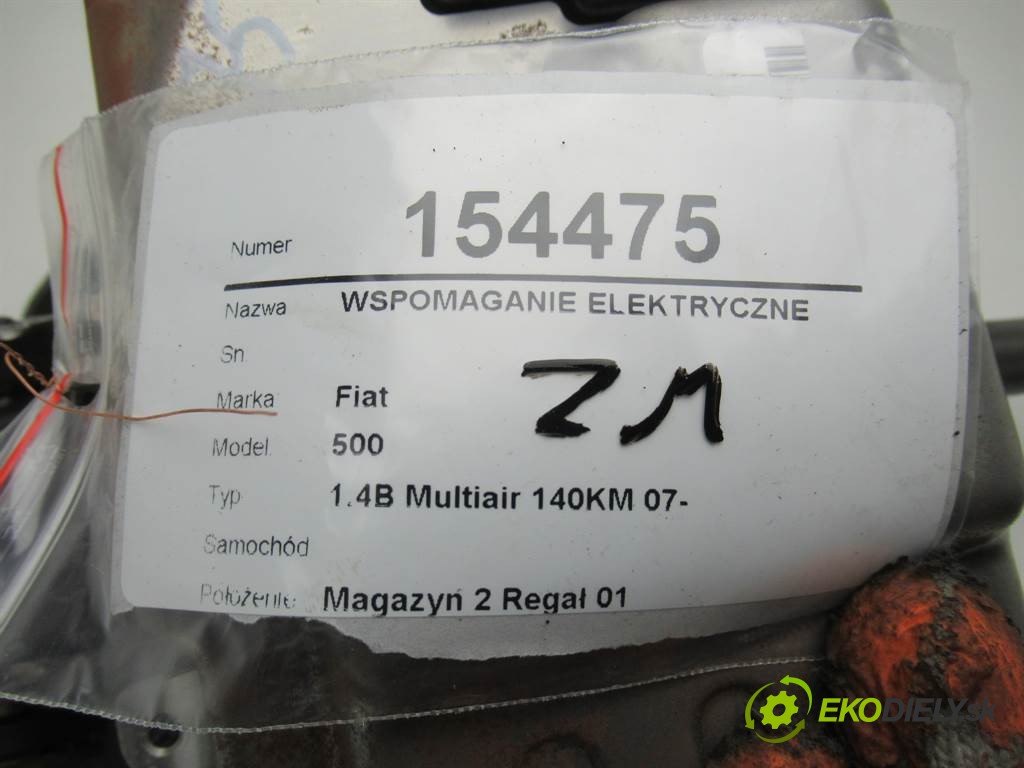 Numer 154475
Nazwa WSPOMAGANIE ELEKTRYCZNE
Sn
Marka Fiat
Model 500
Typ 1.4B Multiair 140KM 07-
Samochód
Położenie Magazyn 2 Regał 01
ZM
EKODIELY.sk